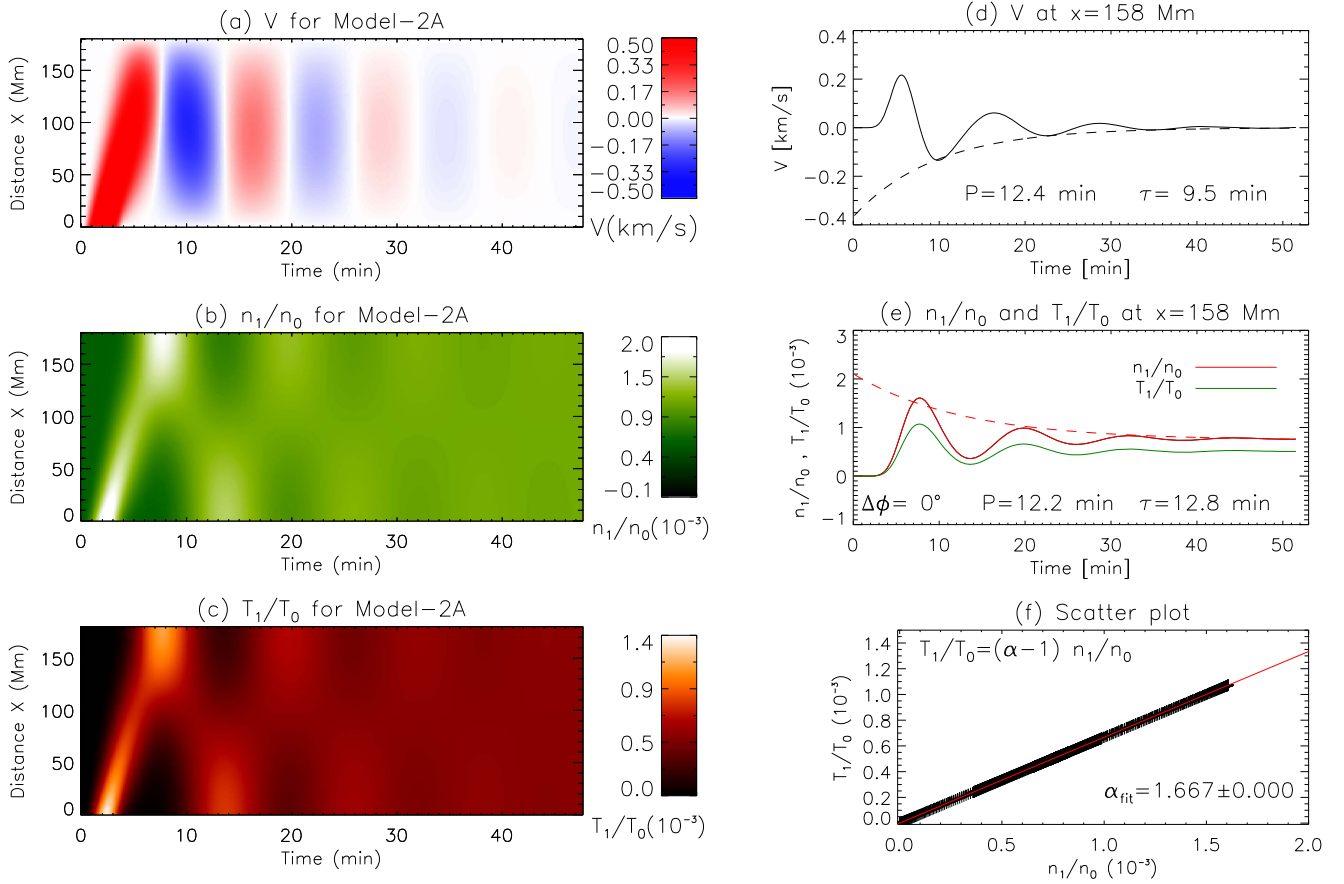 (a) V for Model-2A
Distance X (Mm)
150
100
50
0
0 10 20 30 40
Time (min)
0.50
0.33
0.17
0.00
-0.17
-0.33
-0.50
V(km/s)
(b) n₁/n₀ for Model-2A
Distance X (Mm)
150
100
50
0
0 10 20 30 40
Time (min)
2.0
1.5
0.9
0.4
-0.1
n₁/n₀(10⁻³)
(c) T₁/T₀ for Model-2A
Distance X (Mm)
150
100
50
0
0 10 20 30 40
Time (min)
1.4
0.9
0.5
0.0
T₁/T₀(10⁻³)
(d) V at x=158 Mm
V [km/s]
0.4
0.2
0.0
-0.2
-0.4
P=12.4 min τ= 9.5 min
0 10 20 30 40 50
Time [min]
(e) n₁/n₀ and T₁/T₀ at x=158 Mm
n₁/n₀ , T₁/T₀ (10⁻³)
3
2
1
0
-1
n₁/n₀
T₁/T₀
Δϕ= 0° P=12.2 min τ=12.8 min
0 10 20 30 40 50
Time [min]
(f) Scatter plot
T₁/T₀ (10⁻³)
1.4
1.2
1.0
0.8
0.6
0.4
0.2
0.0
T₁/T₀=(α-1) n₁/n₀
α_fit=1.667±0.000
0.0 0.5 1.0 1.5 2.0
n₁/n₀ (10⁻³)